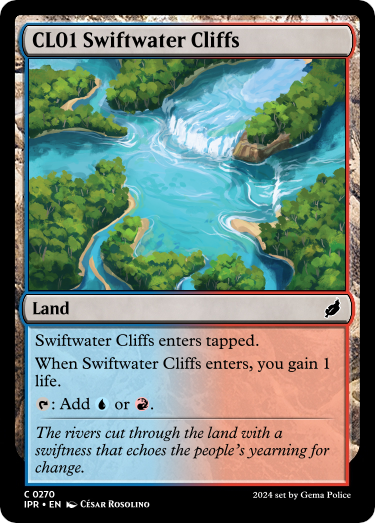 CL01 Swiftwater Cliffs
Land
Swiftwater Cliffs enters tapped.
When Swiftwater Cliffs enters, you gain 1
life.
: Add or .
The rivers cut through the land with a
swiftness that echoes the people's yearning for
change.
C 0270
2024 set by Gema Police
IPR • EN César Rosolino